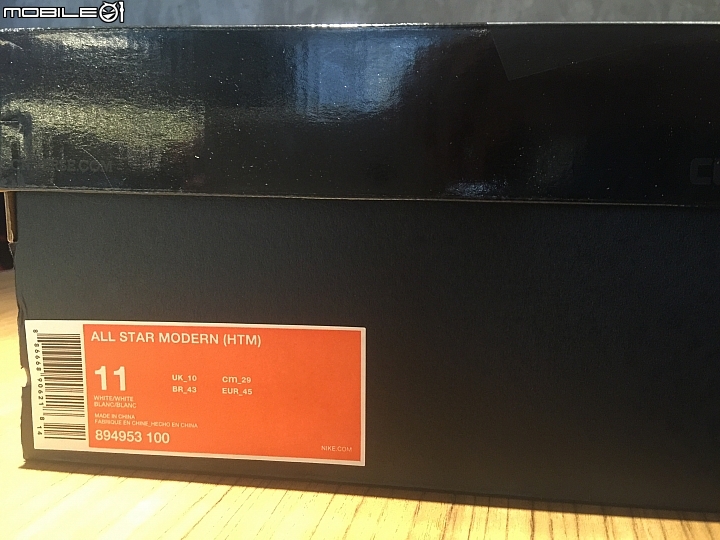 MOBILE01
ALL STAR MODERN (HTM)
11
UK_10 cm_29
BR_43 EUR_45
WHITE/WHITE
BLANC/BLANC
MADE IN CHINA
FABRIQUE EN CHINE_HECHO EN CHINA
894953 100
NIKE.COM